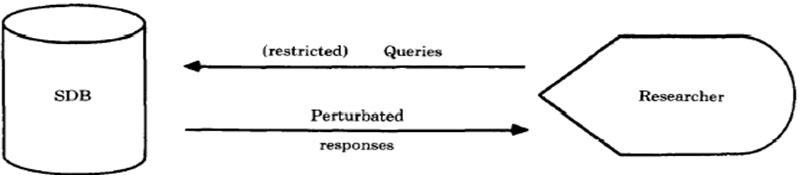 (restricted) Queries
SDB
Researcher
Perturbated
responses